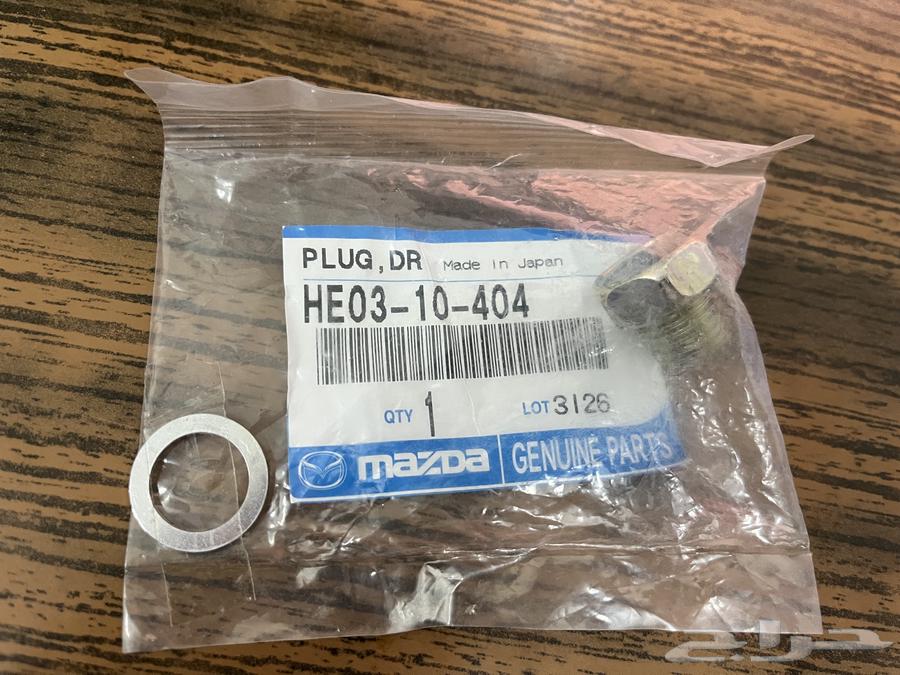 PLUG,DR Made in Japan
HE03-10-404
QTY 1 LOT 3126
mazda GENUINE PARTS
حراج